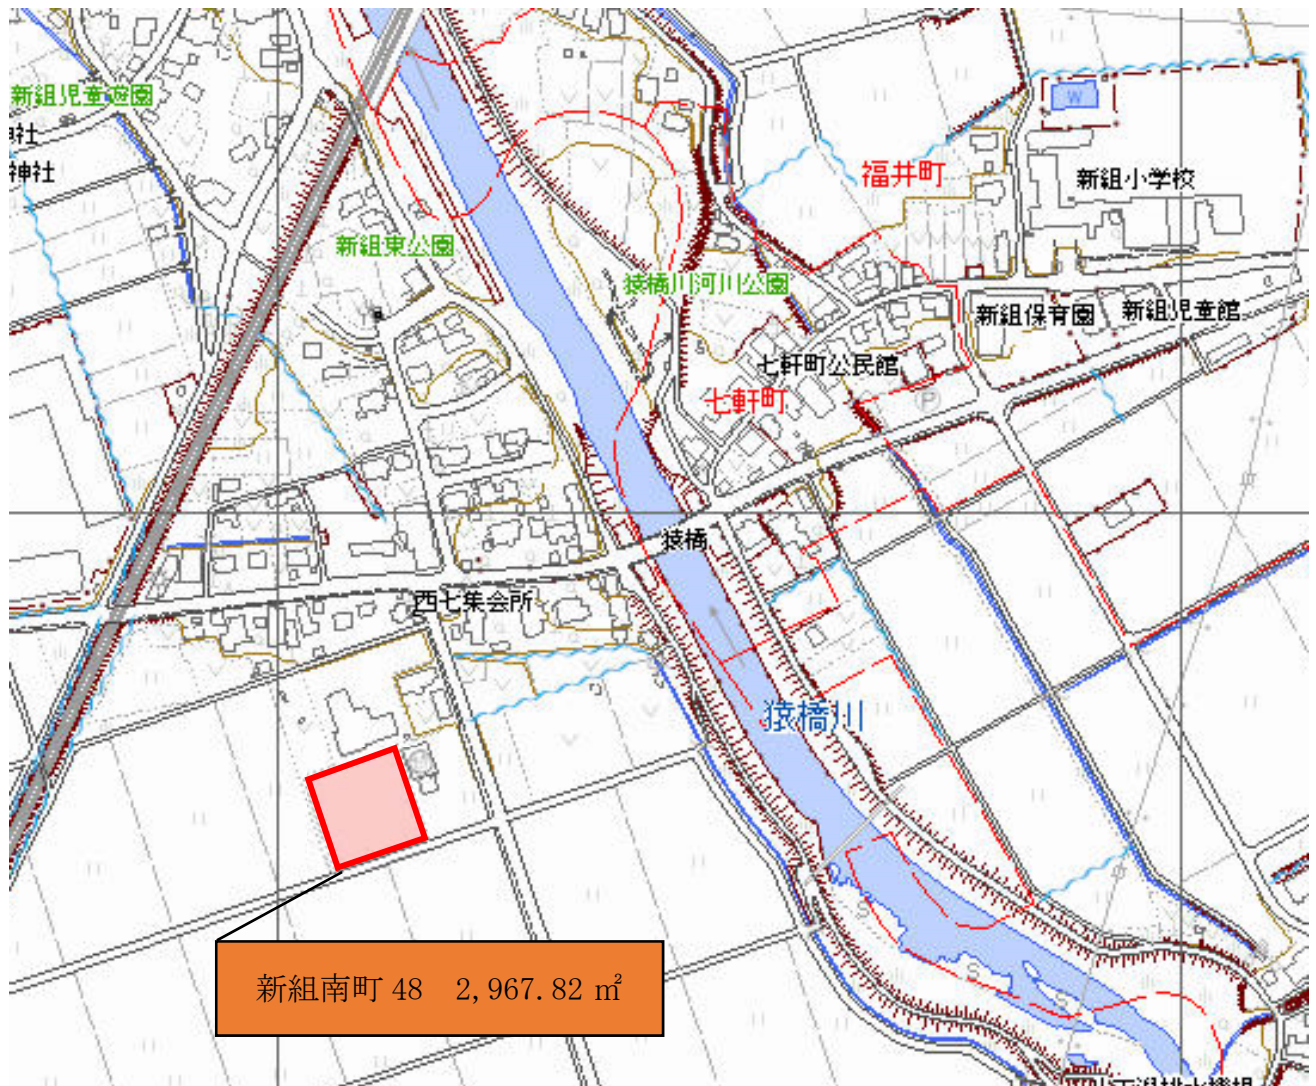 新組児童遊園
神社
神社
W
福井町
新組小学校
新組東公園
猿橋川河川公園
新組保育園
新組児童館
七軒町公民館
七軒町
P
猿橋
西七集会所
猿橋川
S
S
S
新組南町 48 2,967.82 ㎡